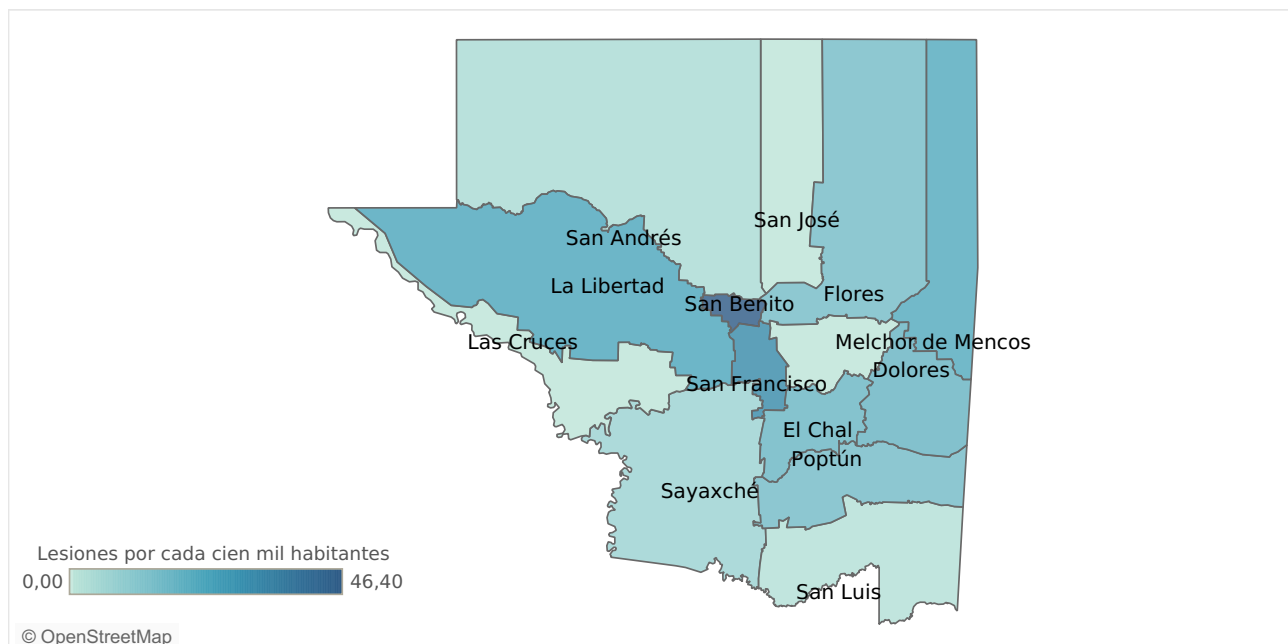 San José
San Andrés
La Libertad
Flores
San Benito
Las Cruces
Melchor de Mencos
Dolores
San Francisco
El Chal
Poptún
Sayaxché
San Luis
Lesiones por cada cien mil habitantes
0,00 46,40
© OpenStreetMap